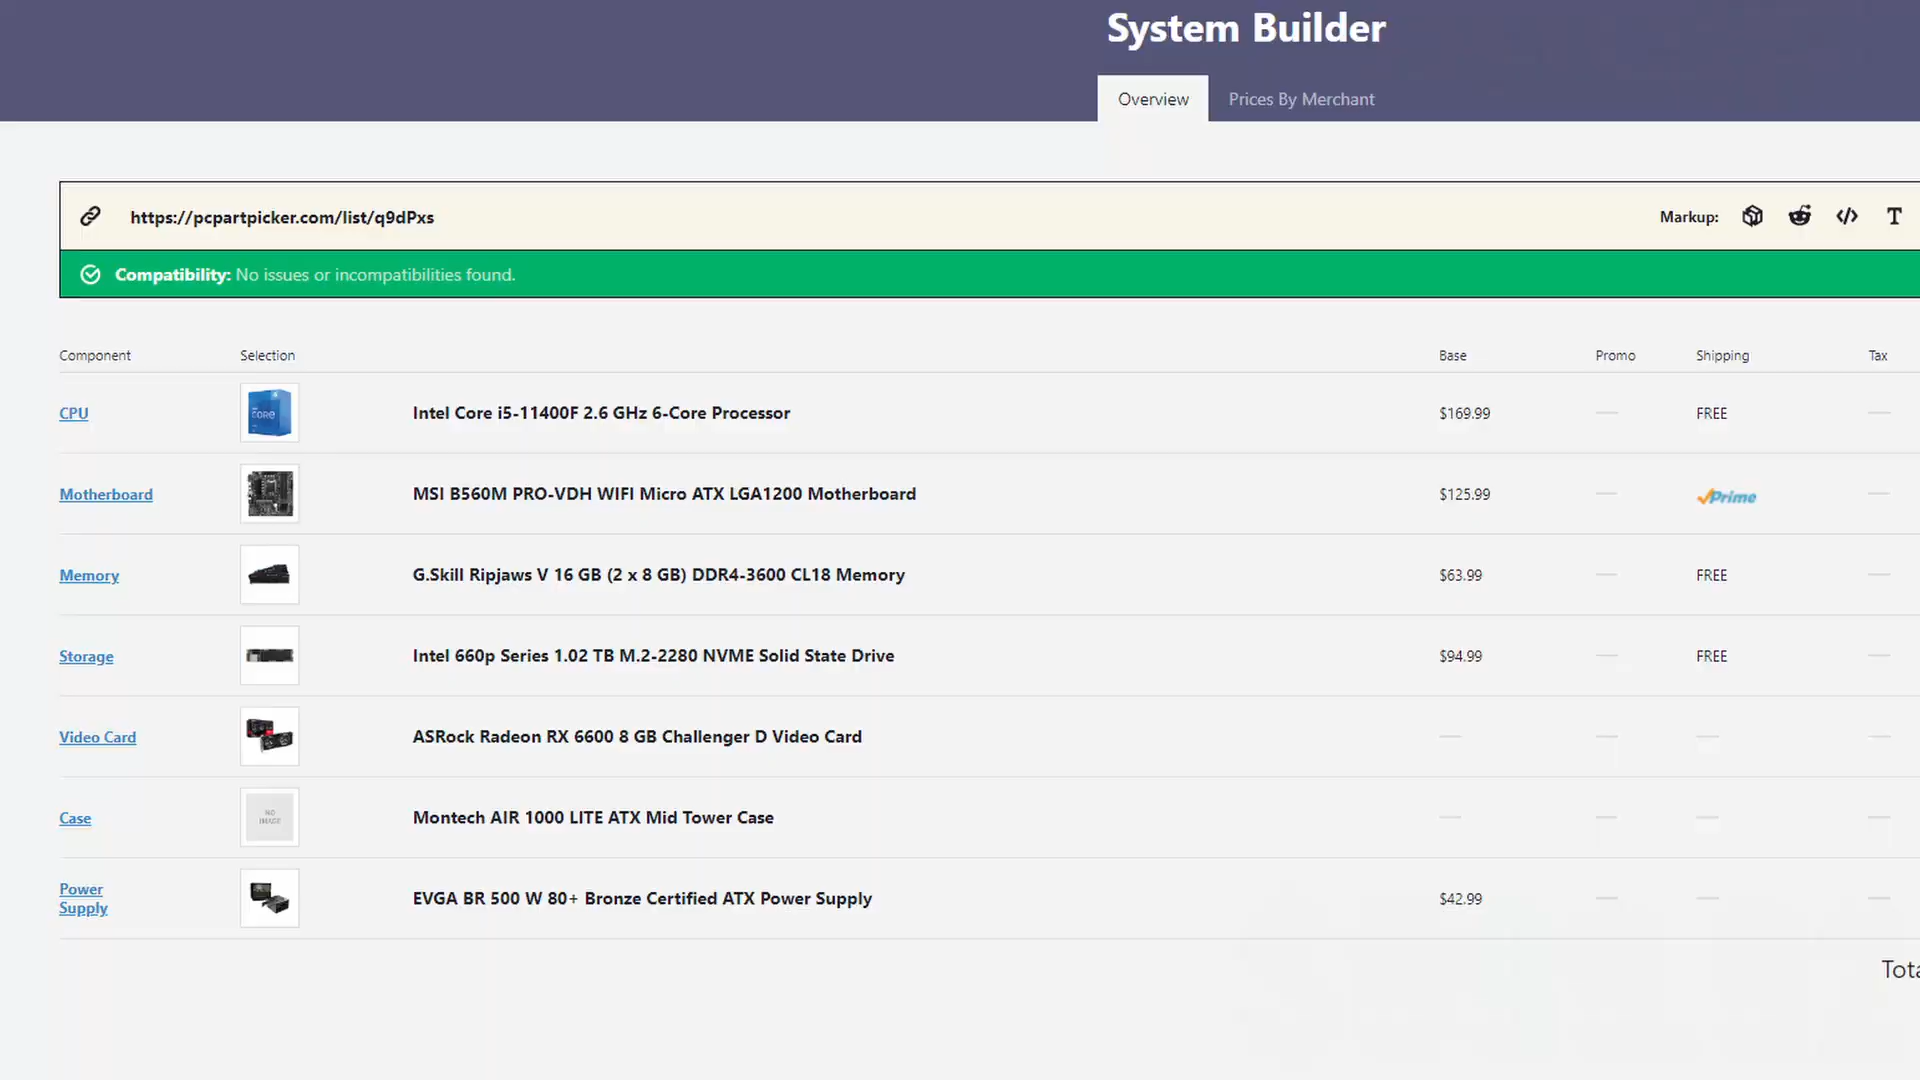 System Builder
Overview
Prices By Merchant
https://pcpartpicker.com/list/q9dPxs
Markup:
Compatibility: No issues or incompatibilities found.
Component Selection Base Promo Shipping Tax
CPU Intel Core i5-11400F 2.6 GHz 6-Core Processor $169.99 — FREE —
Motherboard MSI B560M PRO-VDH WIFI Micro ATX LGA1200 Motherboard $125.99 — Prime —
Memory G.Skill Ripjaws V 16 GB (2 x 8 GB) DDR4-3600 CL18 Memory $63.99 — FREE —
Storage Intel 660p Series 1.02 TB M.2-2280 NVME Solid State Drive $94.99 — FREE —
Video Card ASRock Radeon RX 6600 8 GB Challenger D Video Card — — — —
Case NO IMAGE Montech AIR 1000 LITE ATX Mid Tower Case — — — —
Power Supply EVGA BR 500 W 80+ Bronze Certified ATX Power Supply $42.99 — — —